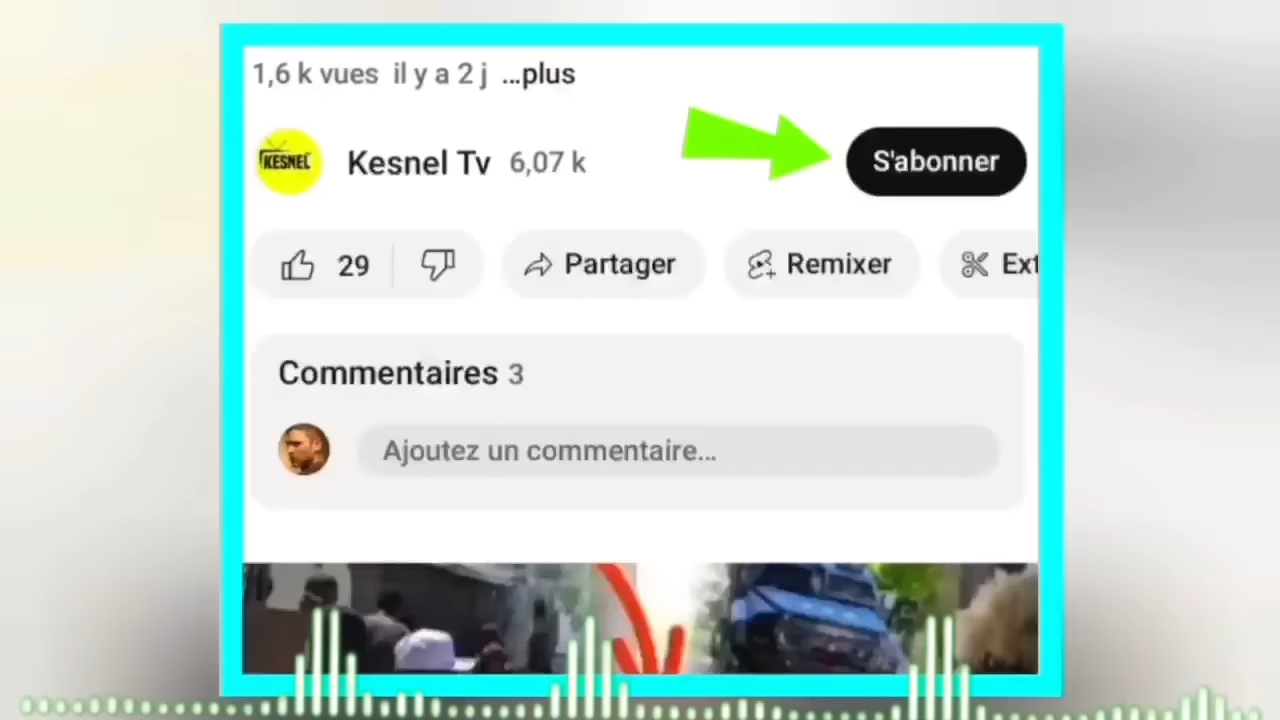 1,6 k vues il y a 2 j ...plus
KESNEL
Kesnel Tv 6,07 k
S'abonner
29
Partager
Remixer
Ext
Commentaires 3
Ajoutez un commentaire...